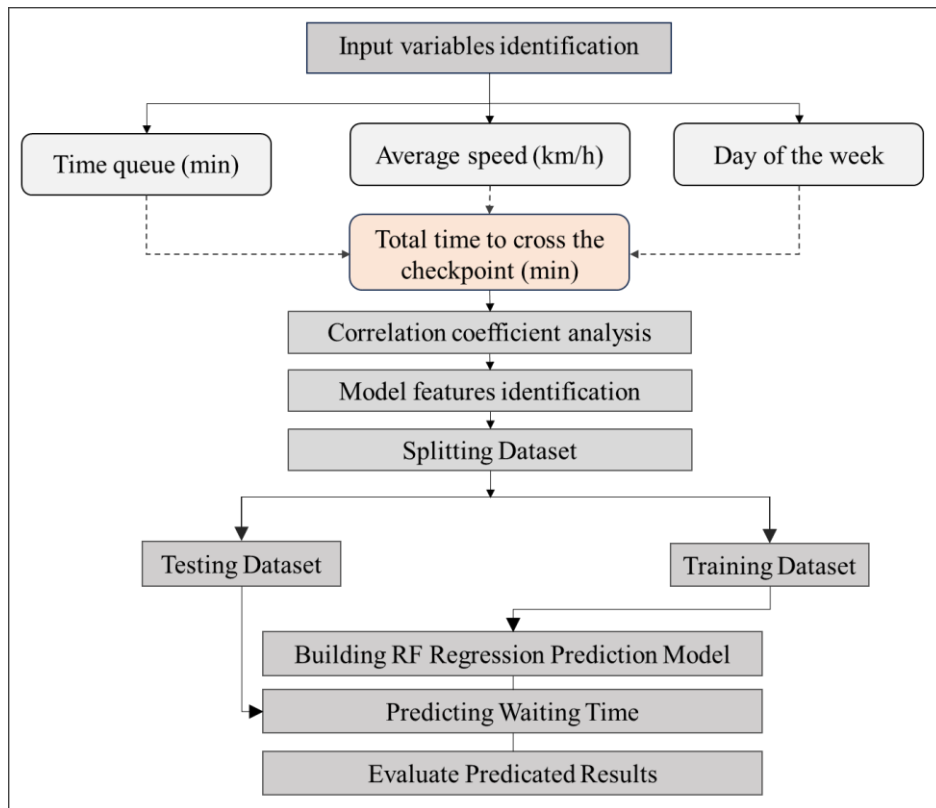 Input variables identification
Time queue (min)
Average speed (km/h)
Day of the week
Total time to cross the
checkpoint (min)
Correlation coefficient analysis
Model features identification
Splitting Dataset
Testing Dataset
Training Dataset
Building RF Regression Prediction Model
Predicting Waiting Time
Evaluate Predicated Results